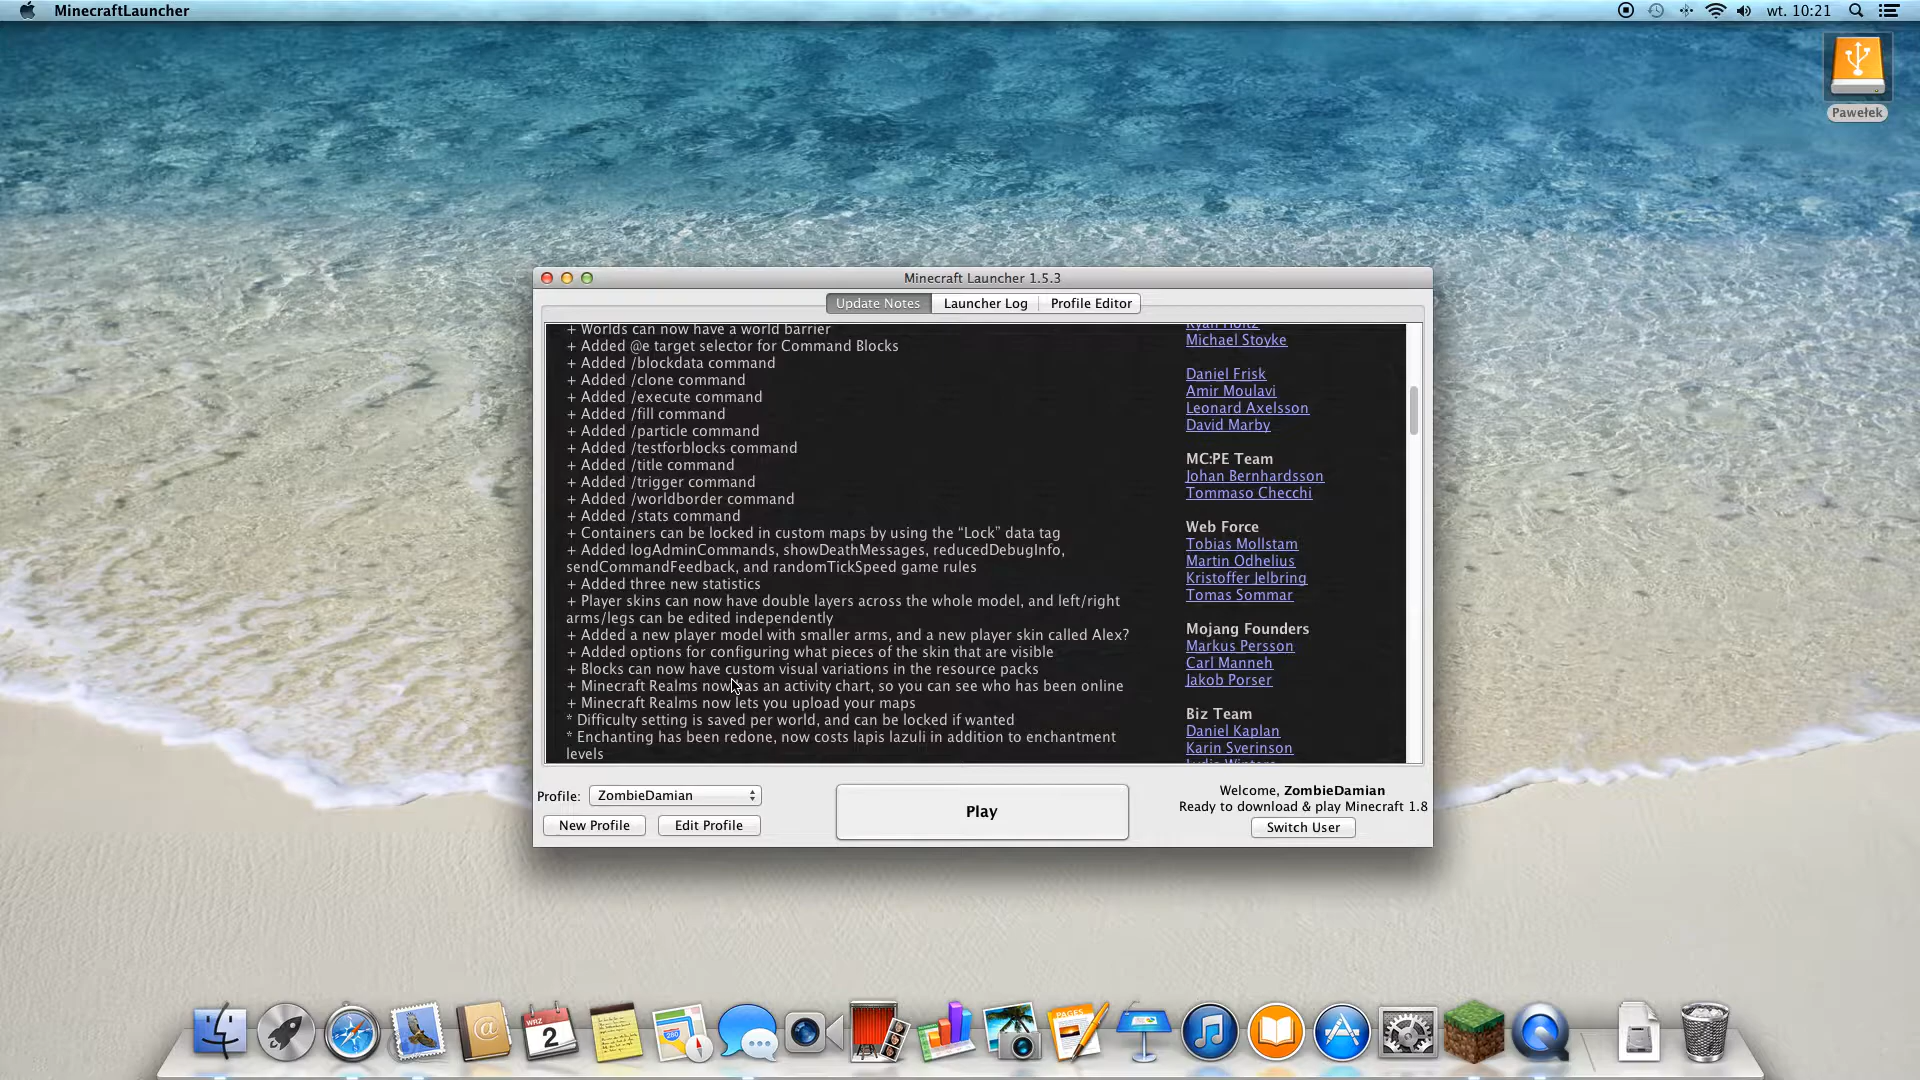 MinecraftLauncher
wt. 10:21
Pawełek
Minecraft Launcher 1.5.3
Update Notes
Launcher Log
Profile Editor
+ Worlds can now have a world barrier
+ Added @e target selector for Command Blocks
+ Added /blockdata command
+ Added /clone command
+ Added /execute command
+ Added /fill command
+ Added /particle command
+ Added /testforblocks command
+ Added /title command
+ Added /trigger command
+ Added /worldborder command
+ Added /stats command
+ Containers can be locked in custom maps by using the “Lock” data tag
+ Added logAdminCommands, showDeathMessages, reducedDebugInfo,
sendCommandFeedback, and randomTickSpeed game rules
+ Added three new statistics
+ Player skins can now have double layers across the whole model, and left/right
arms/legs can be edited independently
+ Added a new player model with smaller arms, and a new player skin called Alex?
+ Added options for configuring what pieces of the skin that are visible
+ Blocks can now have custom visual variations in the resource packs
+ Minecraft Realms now has an activity chart, so you can see who has been online
+ Minecraft Realms now lets you upload your maps
* Difficulty setting is saved per world, and can be locked if wanted
* Enchanting has been redone, now costs lapis lazuli in addition to enchantment
levels
Ryan Holtz
Michael Stoyke
Daniel Frisk
Amir Moulavi
Leonard Axelsson
David Marby
MC:PE Team
Johan Bernhardsson
Tommaso Checchi
Web Force
Tobias Mollstam
Martin Odhelius
Kristoffer Jelbring
Tomas Sommar
Mojang Founders
Markus Persson
Carl Manneh
Jakob Porser
Biz Team
Daniel Kaplan
Karin Sverinson
Profile:
ZombieDamian
New Profile
Edit Profile
Play
Welcome, ZombieDamian
Ready to download & play Minecraft 1.8
Switch User
WRZ
2
PAGES